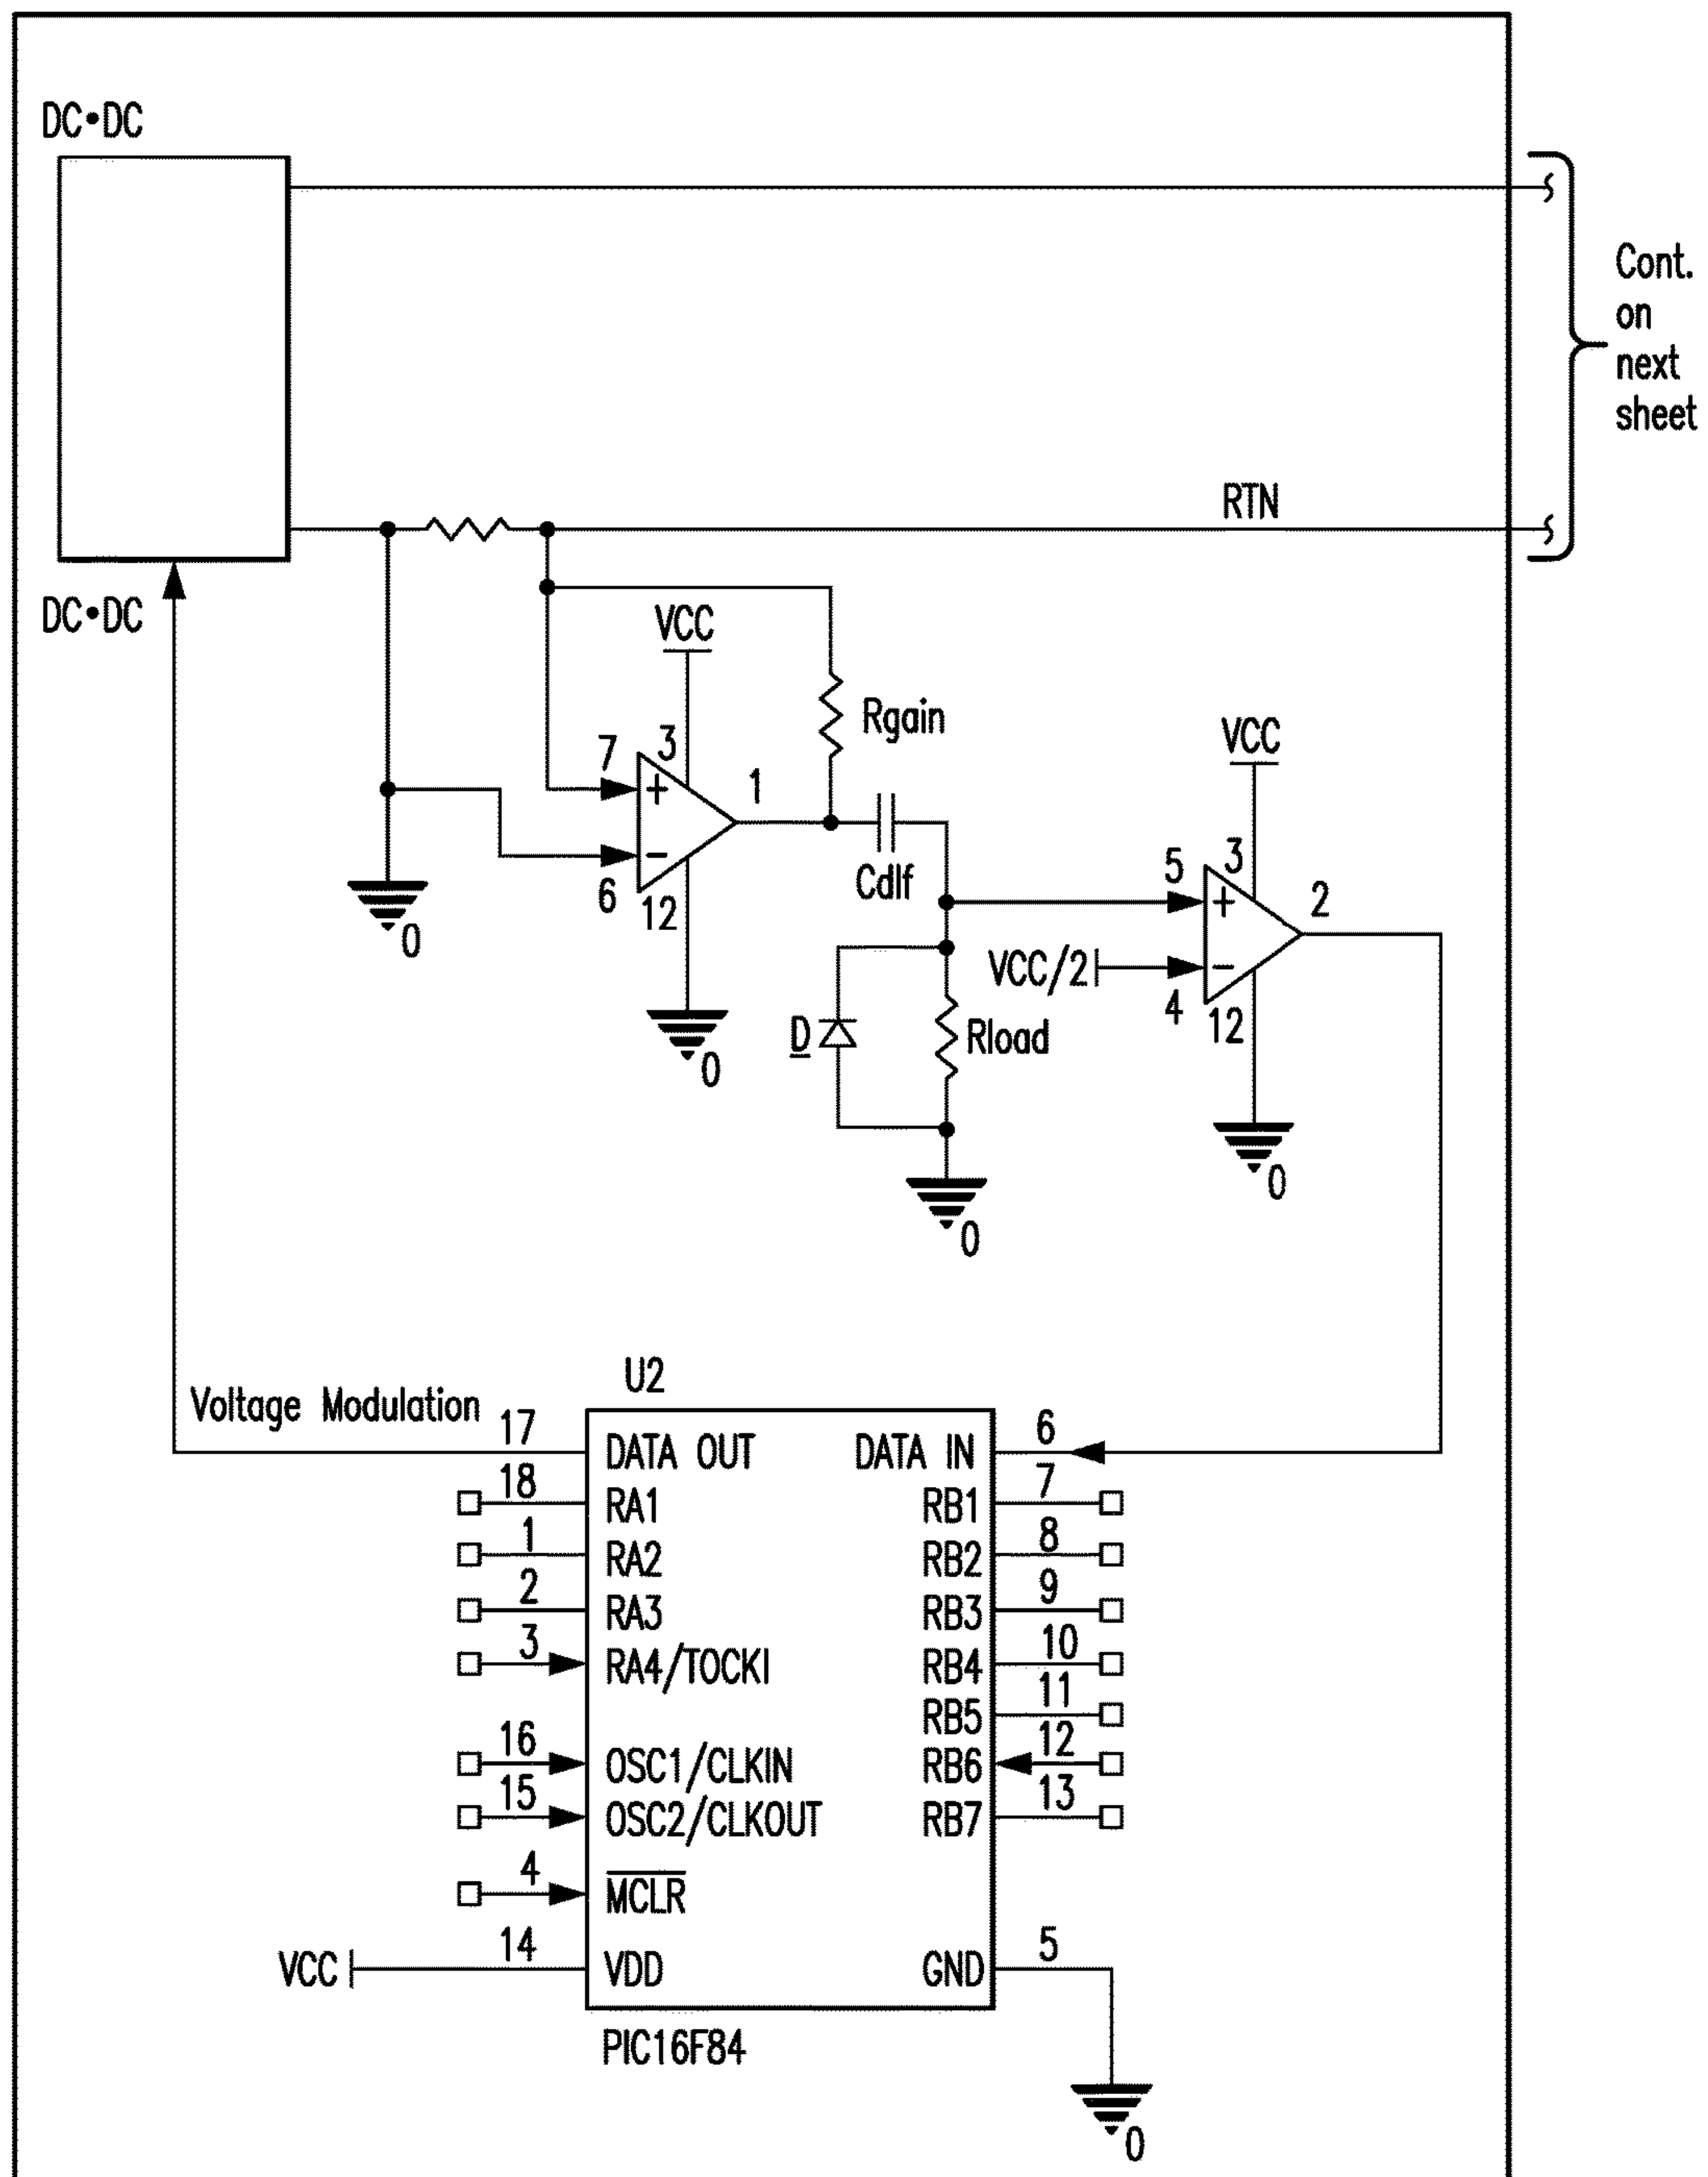 DC•DC
Cont.
on
next
sheet
RTN
DC•DC
VCC
Rgain
VCC
7
3
+
1
−
6
12
Cdlf
0
5
3
+
2
VCC/2
−
4
12
D
Rload
0
0
0
U2
Voltage Modulation
17
DATA OUT
DATA IN
6
18
RA1
RB1
7
1
RA2
RB2
8
2
RA3
RB3
9
3
RA4/TOCKI
RB4
10
RB5
11
16
OSC1/CLKIN
RB6
12
15
OSC2/CLKOUT
RB7
13
4
MCLR
VCC
14
VDD
GND
5
PIC16F84
0